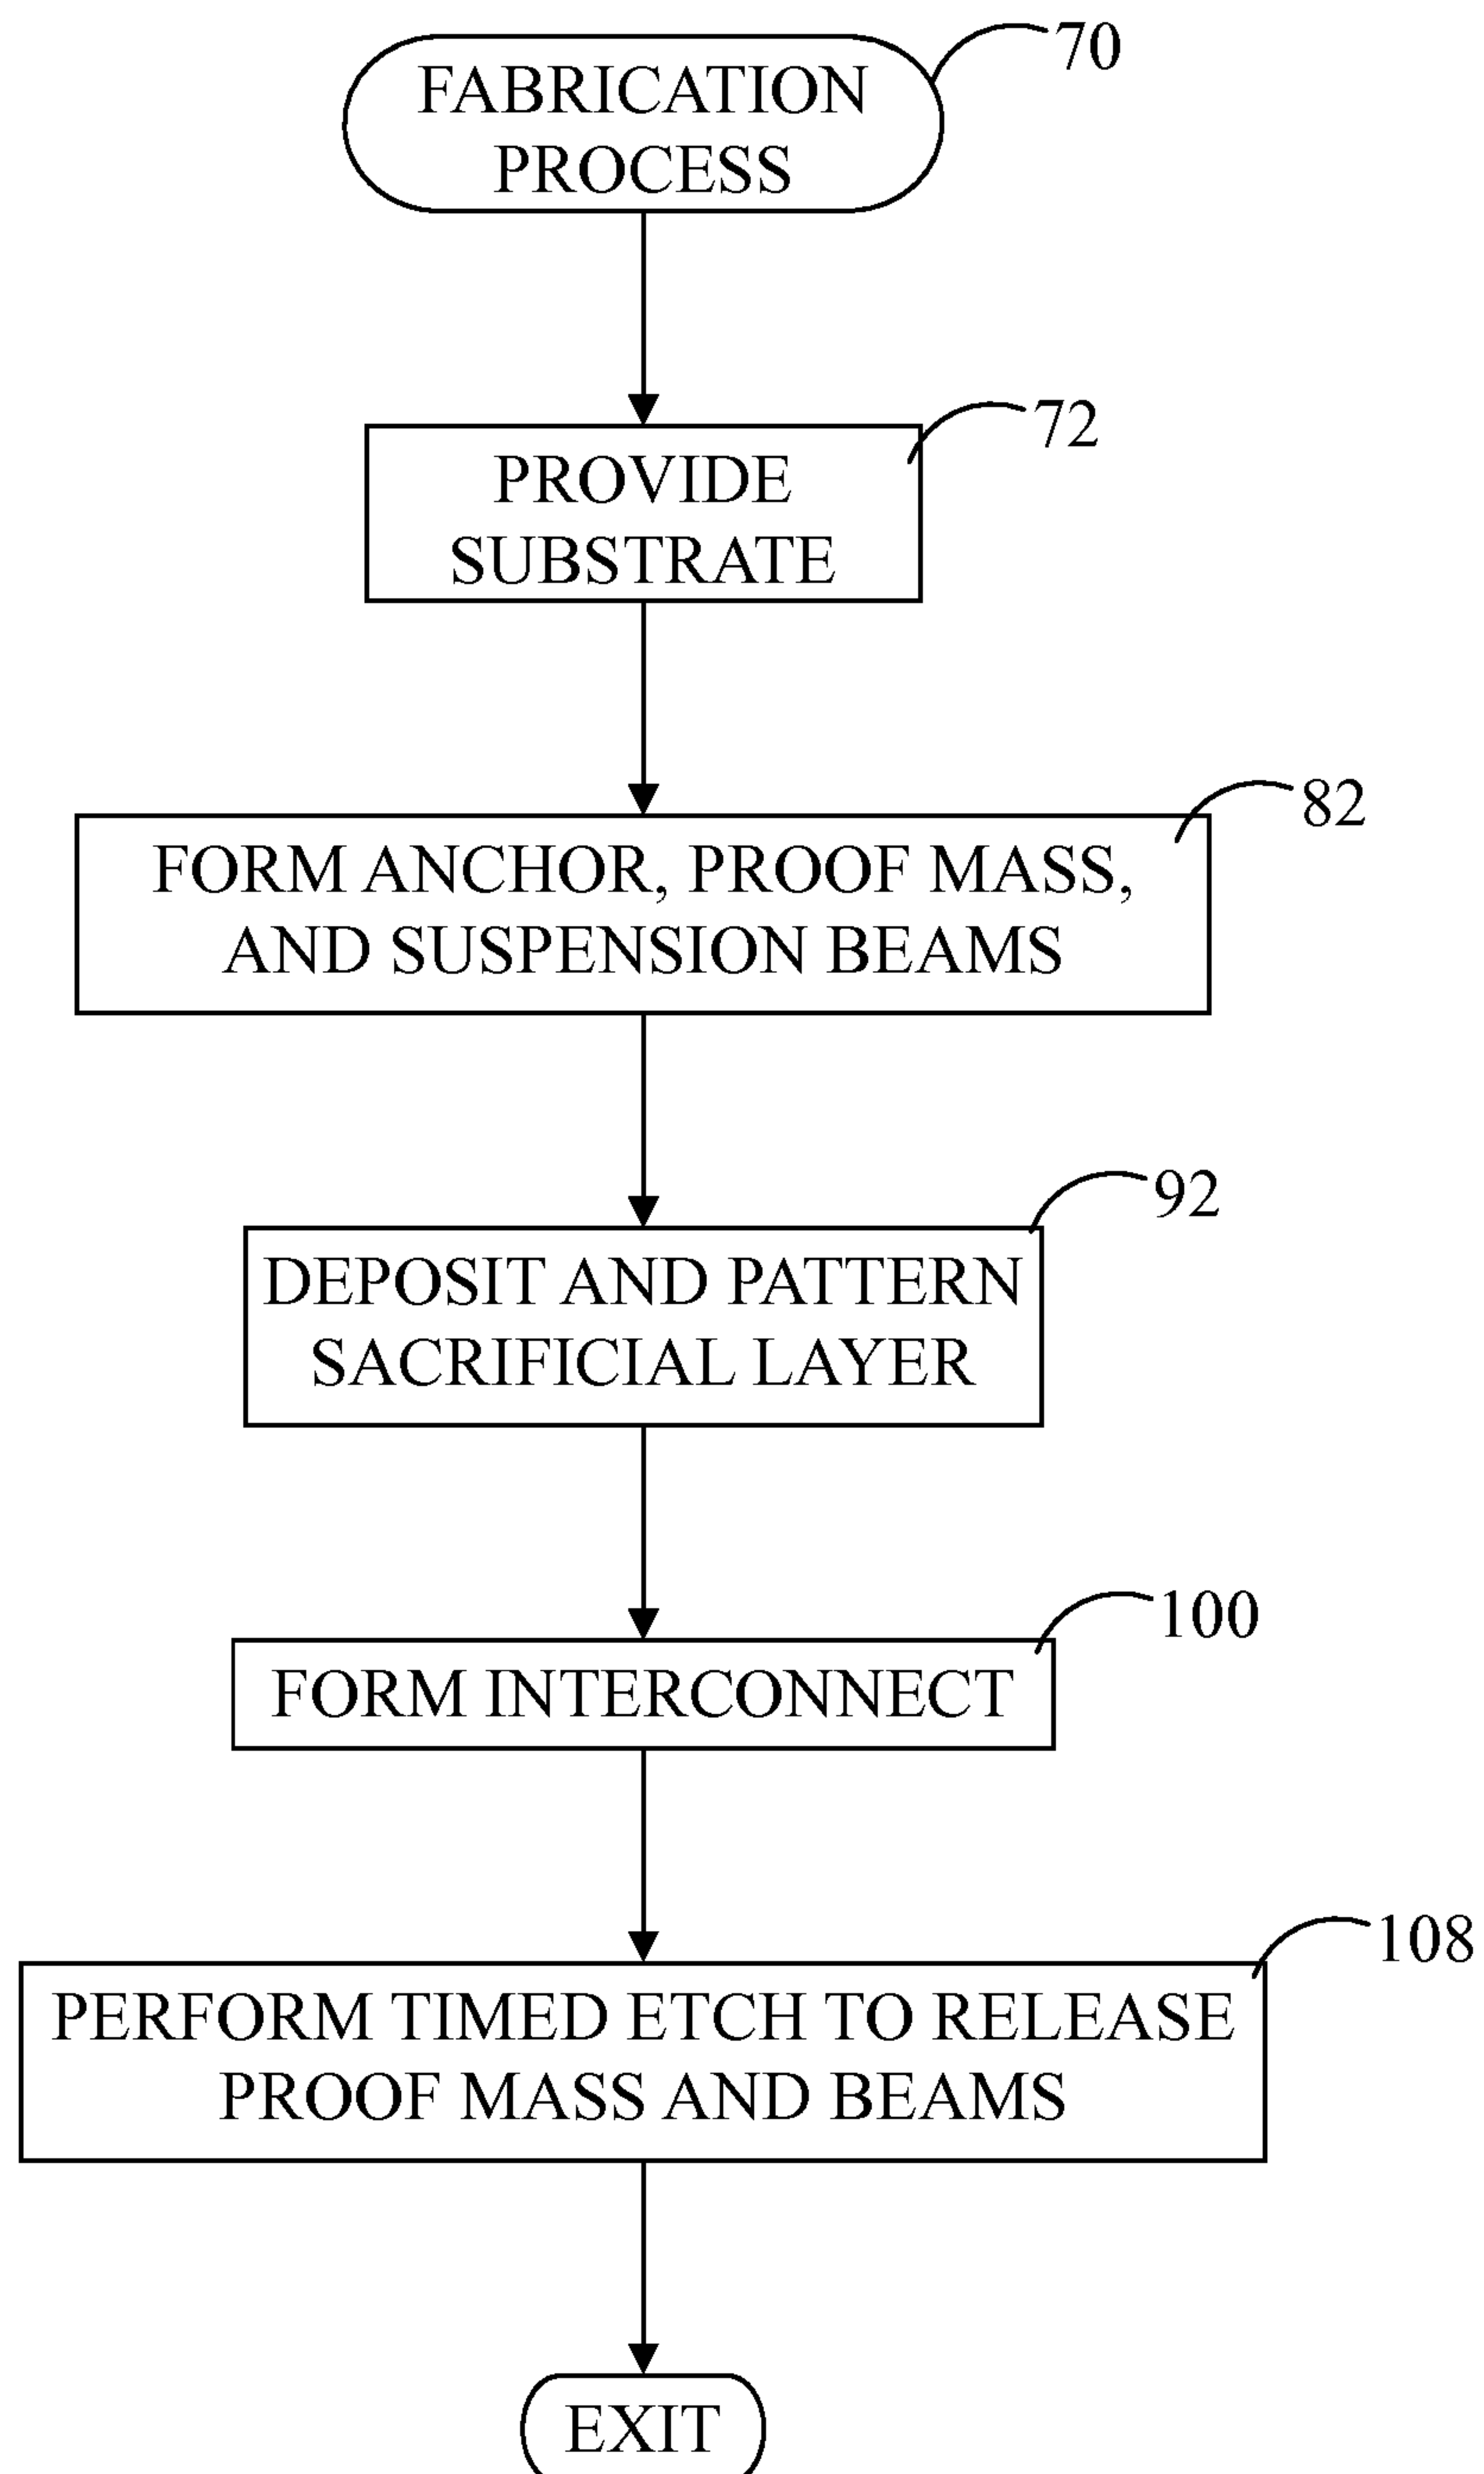 FABRICATION
PROCESS
70
PROVIDE
SUBSTRATE
72
FORM ANCHOR, PROOF MASS,
AND SUSPENSION BEAMS
82
DEPOSIT AND PATTERN
SACRIFICIAL LAYER
92
FORM INTERCONNECT
100
PERFORM TIMED ETCH TO RELEASE
PROOF MASS AND BEAMS
108
EXIT